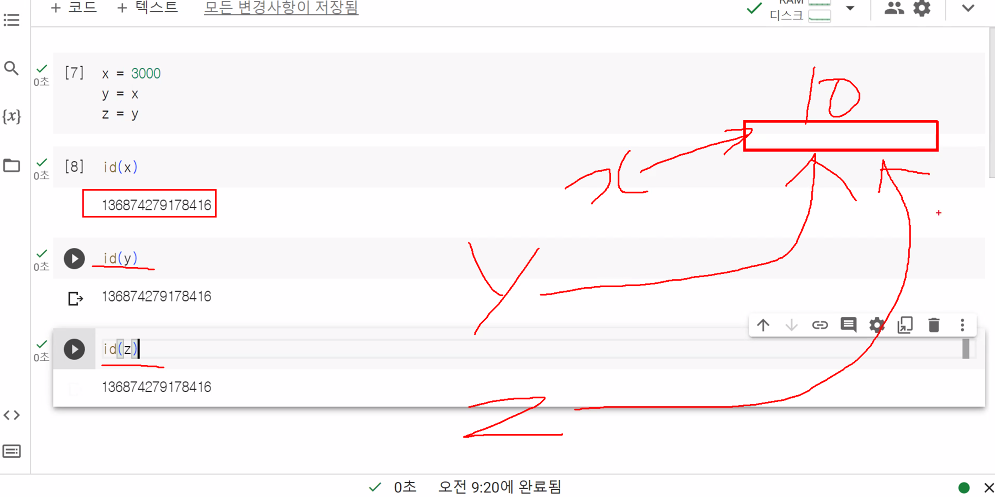 + 코드 + 텍스트 모든 변경사항이 저장됨
RAM
디스크
[7] x = 3000
0초
y = x
z = y
10
[8] id(x)
0초
x
136874279178416
id(y)
0초
Y
136874279178416
id(z)
0초
136874279178416
Z
{x}
<>
0초 오전 9:20에 완료됨